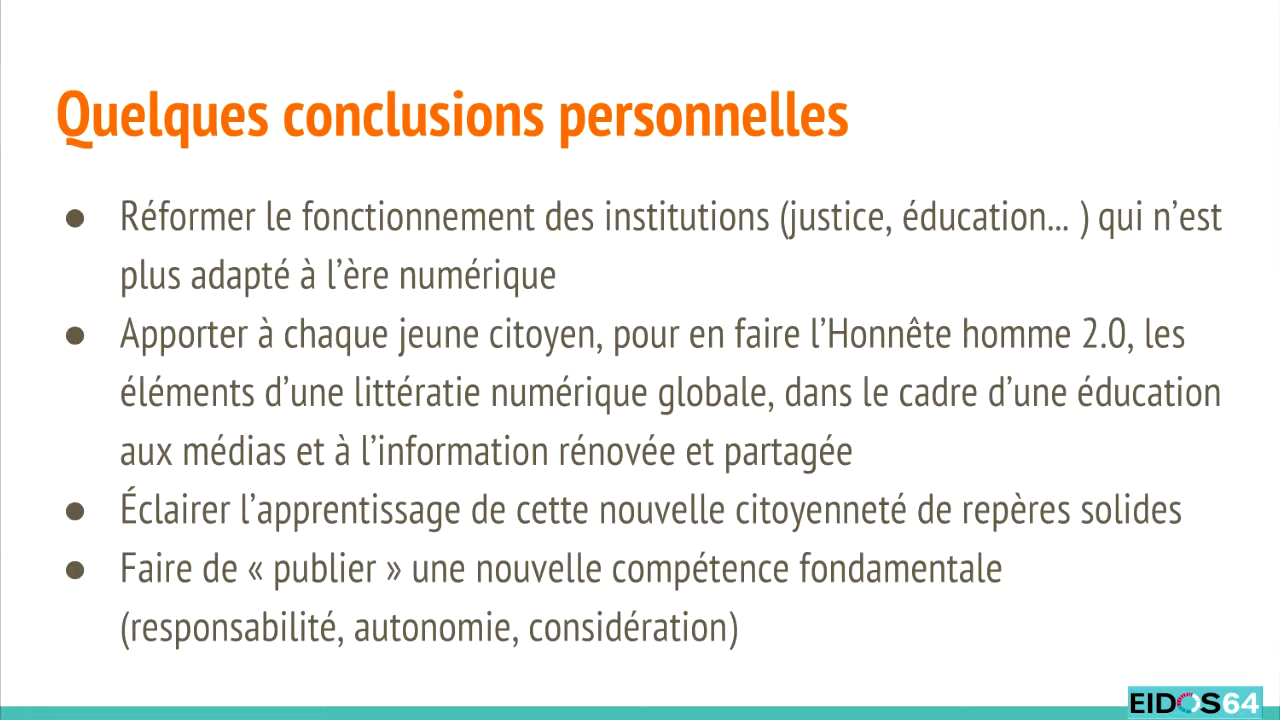 Quelques conclusions personnelles
● Réformer le fonctionnement des institutions (justice, éducation... ) qui n’est
plus adapté à l’ère numérique
● Apporter à chaque jeune citoyen, pour en faire l’Honnête homme 2.0, les
éléments d’une littératie numérique globale, dans le cadre d’une éducation
aux médias et à l’information rénovée et partagée
● Éclairer l’apprentissage de cette nouvelle citoyenneté de repères solides
● Faire de « publier » une nouvelle compétence fondamentale
(responsabilité, autonomie, considération)
EIDOS64